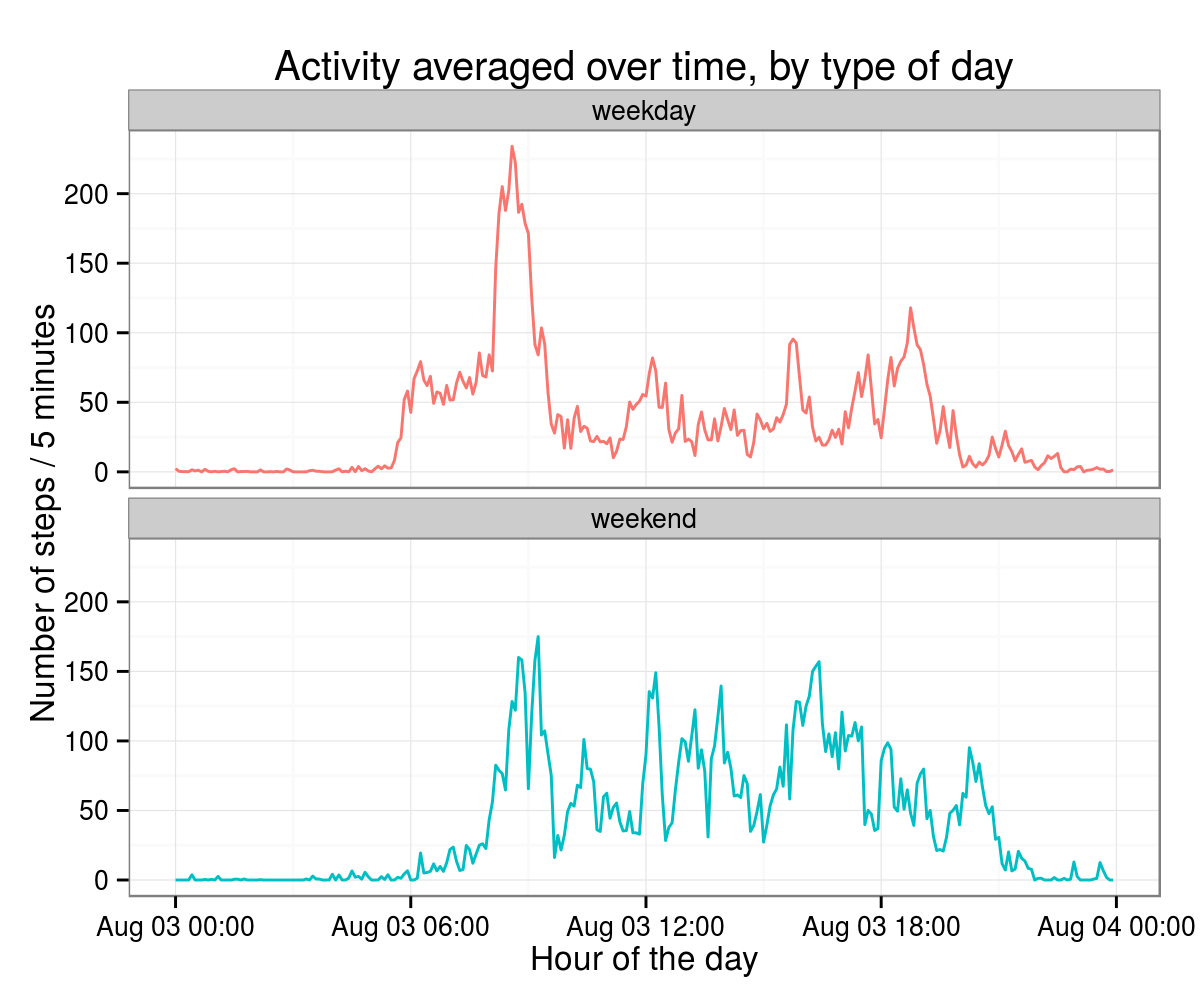 Activity averaged over time, by type of day
weekday
200
150
100
50
0
weekend
200
150
100
50
0
Number of steps / 5 minutes
Aug 03 00:00 Aug 03 06:00 Aug 03 12:00 Aug 03 18:00 Aug 04 00:00
Hour of the day